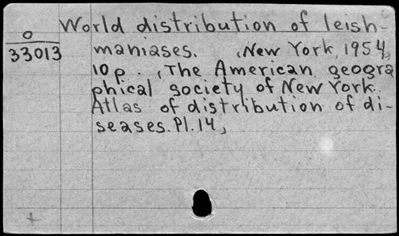 World distribution of leish-
0
33013
maniases. (New York, 1954,
10 p. (The American geogra
phical society of New York.
Atlas of distribution of di-
seases. Pl.14,
+